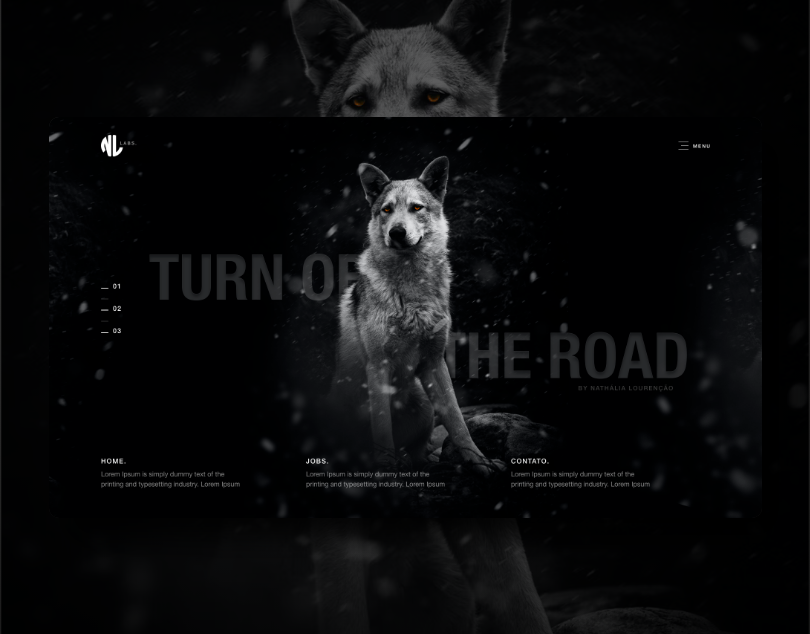 NL LABS.
MENU
TURN OF
01
02
03
THE ROAD
BY NATHÁLIA LOURENÇÃO
HOME.
Lorem Ipsum is simply dummy text of the
printing and typesetting industry. Lorem Ipsum
JOBS.
Lorem Ipsum is simply dummy text of the
printing and typesetting industry. Lorem Ipsum
CONTATO.
Lorem Ipsum is simply dummy text of the
printing and typesetting industry. Lorem Ipsum